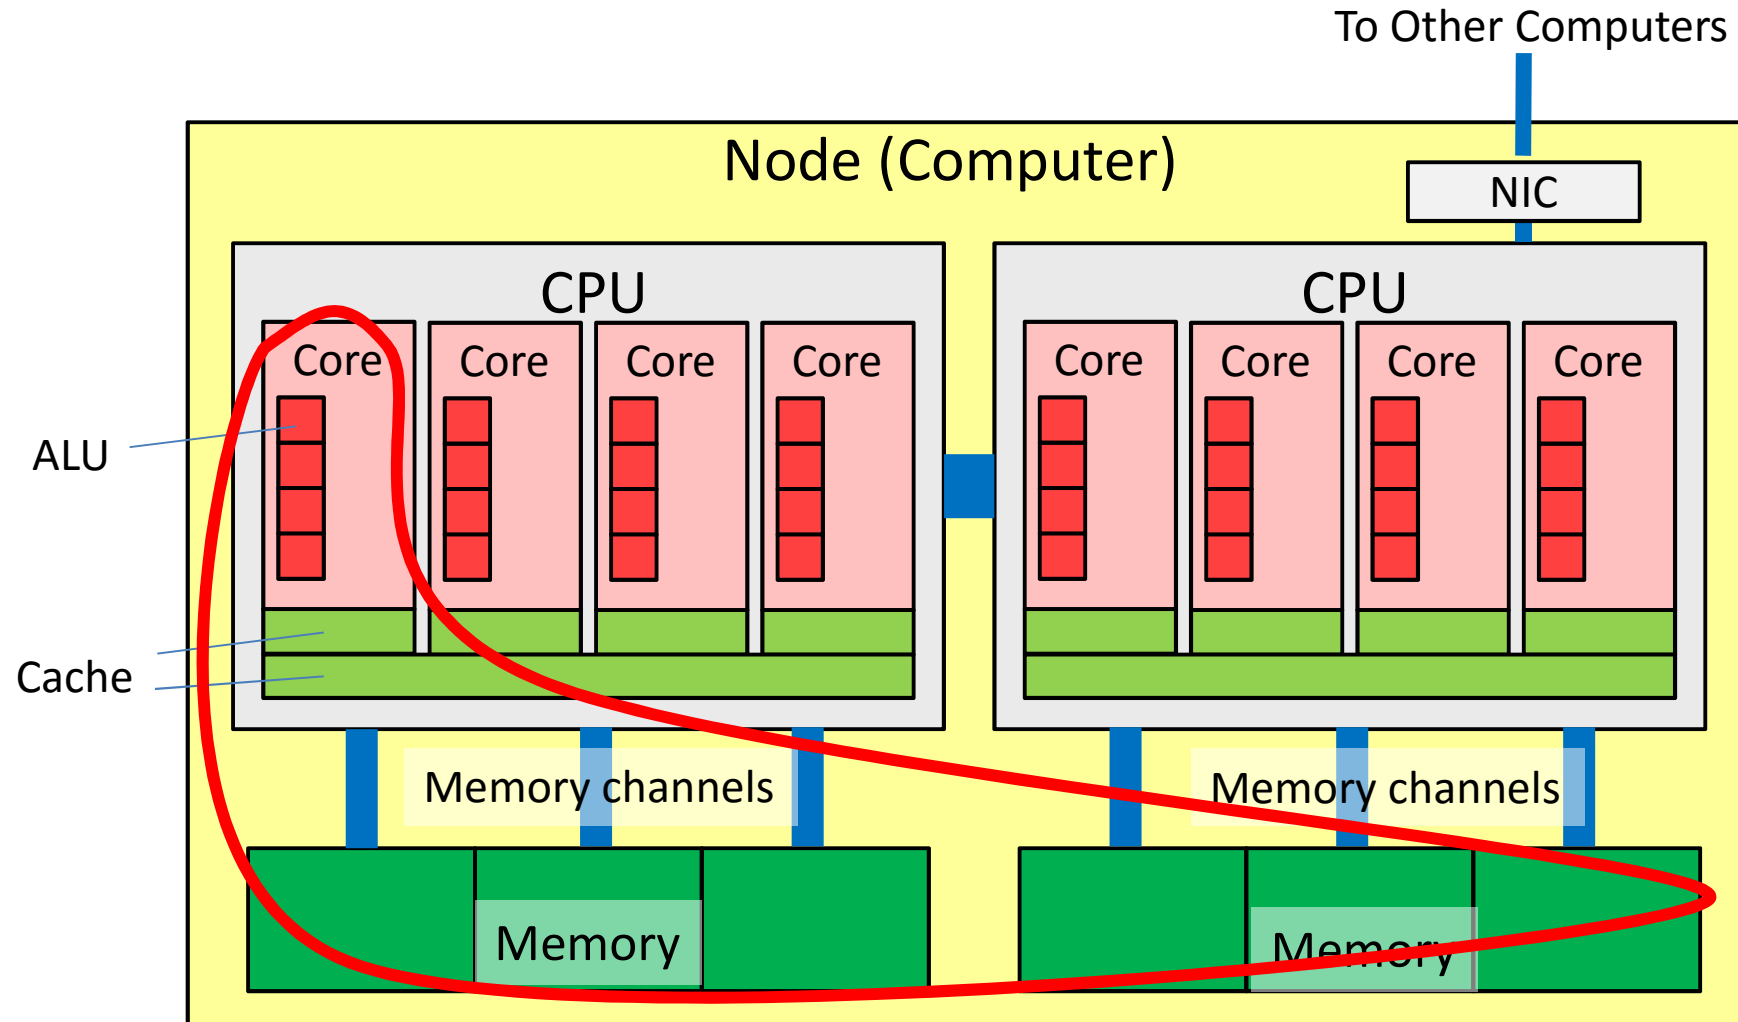 To Other Computers
Node (Computer)
NIC
CPU
CPU
Core
Core
Core
Core
Core
Core
Core
Core
ALU
Cache
Memory channels
Memory channels
Memory
Memory